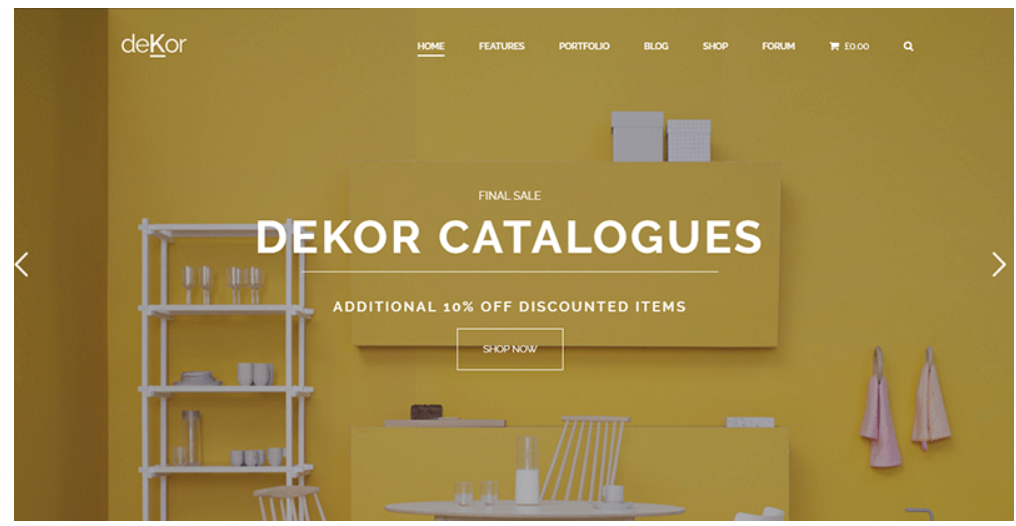 deKor
HOME FEATURES PORTFOLIO BLOG SHOP FORUM £0.00
FINAL SALE
DEKOR CATALOGUES
ADDITIONAL 10% OFF DISCOUNTED ITEMS
SHOP NOW